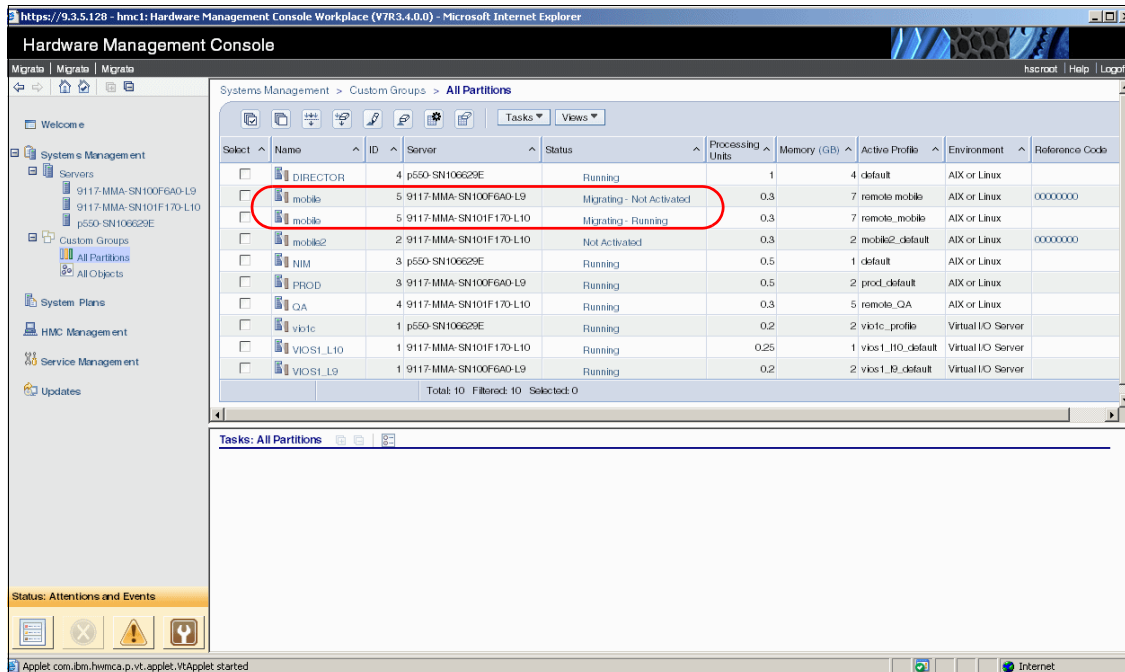 https://9.3.5.128 - hmc1: Hardware Management Console Workplace (V7R3.4.0.0) - Microsoft Internet Explorer
Hardware Management Console
Migrate | Migrate | Migrate
hscroot | Help | Logoff
Systems Management > Custom Groups > All Partitions
Tasks Views
Welcome
Systems Management
Servers
9117-MMA-SN100F6A0-L9
9117-MMA-SN101F170-L10
p550-SN106629E
Custom Groups
All Partitions
All Objects
System Plans
HMC Management
Service Management
Updates
Select Name ID Server Status Processing Units Memory (GB) Active Profile Environment Reference Code
DIRECTOR 4 p550-SN106629E Running 1 4 default AIX or Linux
mobile 5 9117-MMA-SN100F6A0-L9 Migrating - Not Activated 0.3 7 remote mobile AIX or Linux 00000000
mobile 5 9117-MMA-SN101F170-L10 Migrating - Running 0.3 7 remote_mobile AIX or Linux
mobile2 2 9117-MMA-SN101F170-L10 Not Activated 0.3 2 mobile2_default AIX or Linux 00000000
NIM 3 p550-SN106629E Running 0.5 1 default AIX or Linux
PROD 3 9117-MMA-SN100F6A0-L9 Running 0.5 2 prod_default AIX or Linux
QA 4 9117-MMA-SN101F170-L10 Running 0.3 5 remote_QA AIX or Linux
vio1c 1 p550-SN106629E Running 0.2 2 vio1c_profile Virtual I/O Server
VIOS1_L10 1 9117-MMA-SN101F170-L10 Running 0.25 1 vios1_l10_default Virtual I/O Server
VIOS1_L9 1 9117-MMA-SN100F6A0-L9 Running 0.2 2 vios1_l9_default Virtual I/O Server
Total: 10 Filtered: 10 Selected: 0
Tasks: All Partitions
Status: Attentions and Events
Applet com.ibm.hwmca.p.vt.applet.VtApplet started
Internet